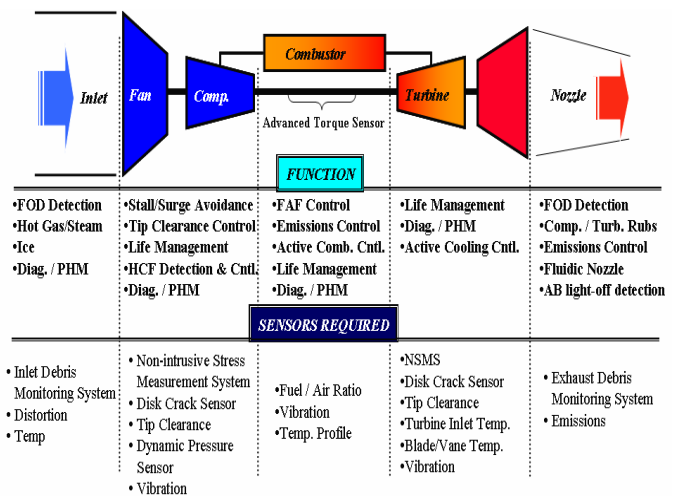 Combustor
Inlet
Fan
Comp.
Turbine
Nozzle
Advanced Torque Sensor
FUNCTION
•FOD Detection
•Hot Gas/Steam
•Ice
•Diag. / PHM
•Stall/Surge Avoidance
•Tip Clearance Control
•Life Management
•HCF Detection & Cntl.
•Diag. / PHM
•FAF Control
•Emissions Control
•Active Comb. Cntl.
•Life Management
•Diag. / PHM
•Life Management
•Diag. / PHM
•Active Cooling Cntl.
•FOD Detection
•Comp. / Turb. Rubs
•Emissions Control
•Fluidic Nozzle
•AB light-off detection
SENSORS REQUIRED
• Inlet Debris
Monitoring System
• Distortion
• Temp
• Non-intrusive Stress
Measurement System
• Disk Crack Sensor
• Tip Clearance
• Dynamic Pressure
Sensor
• Vibration
• Fuel / Air Ratio
• Vibration
• Temp. Profile
•NSMS
•Disk Crack Sensor
•Tip Clearance
•Turbine Inlet Temp.
•Blade/Vane Temp.
•Vibration
• Exhaust Debris
Monitoring System
• Emissions